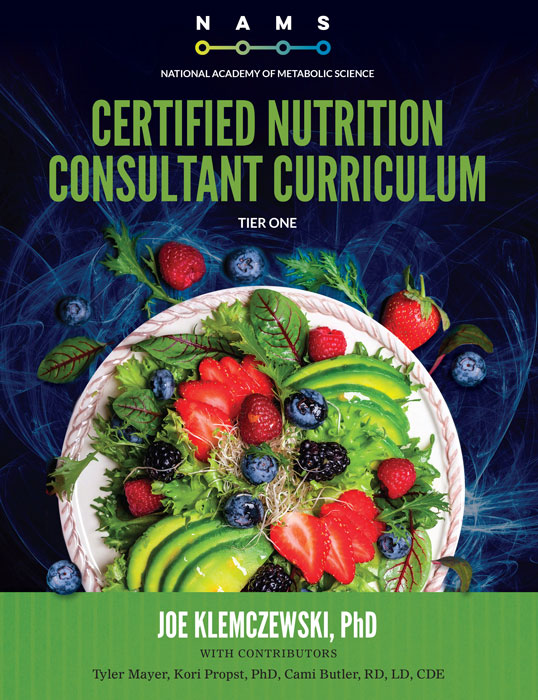 NAMS
NATIONAL ACADEMY OF METABOLIC SCIENCE
CERTIFIED NUTRITION
CONSULTANT CURRICULUM
TIER ONE
JOE KLEMCZEWSKI, PhD
WITH CONTRIBUTORS
Tyler Mayer, Kori Propst, PhD, Cami Butler, RD, LD, CDE